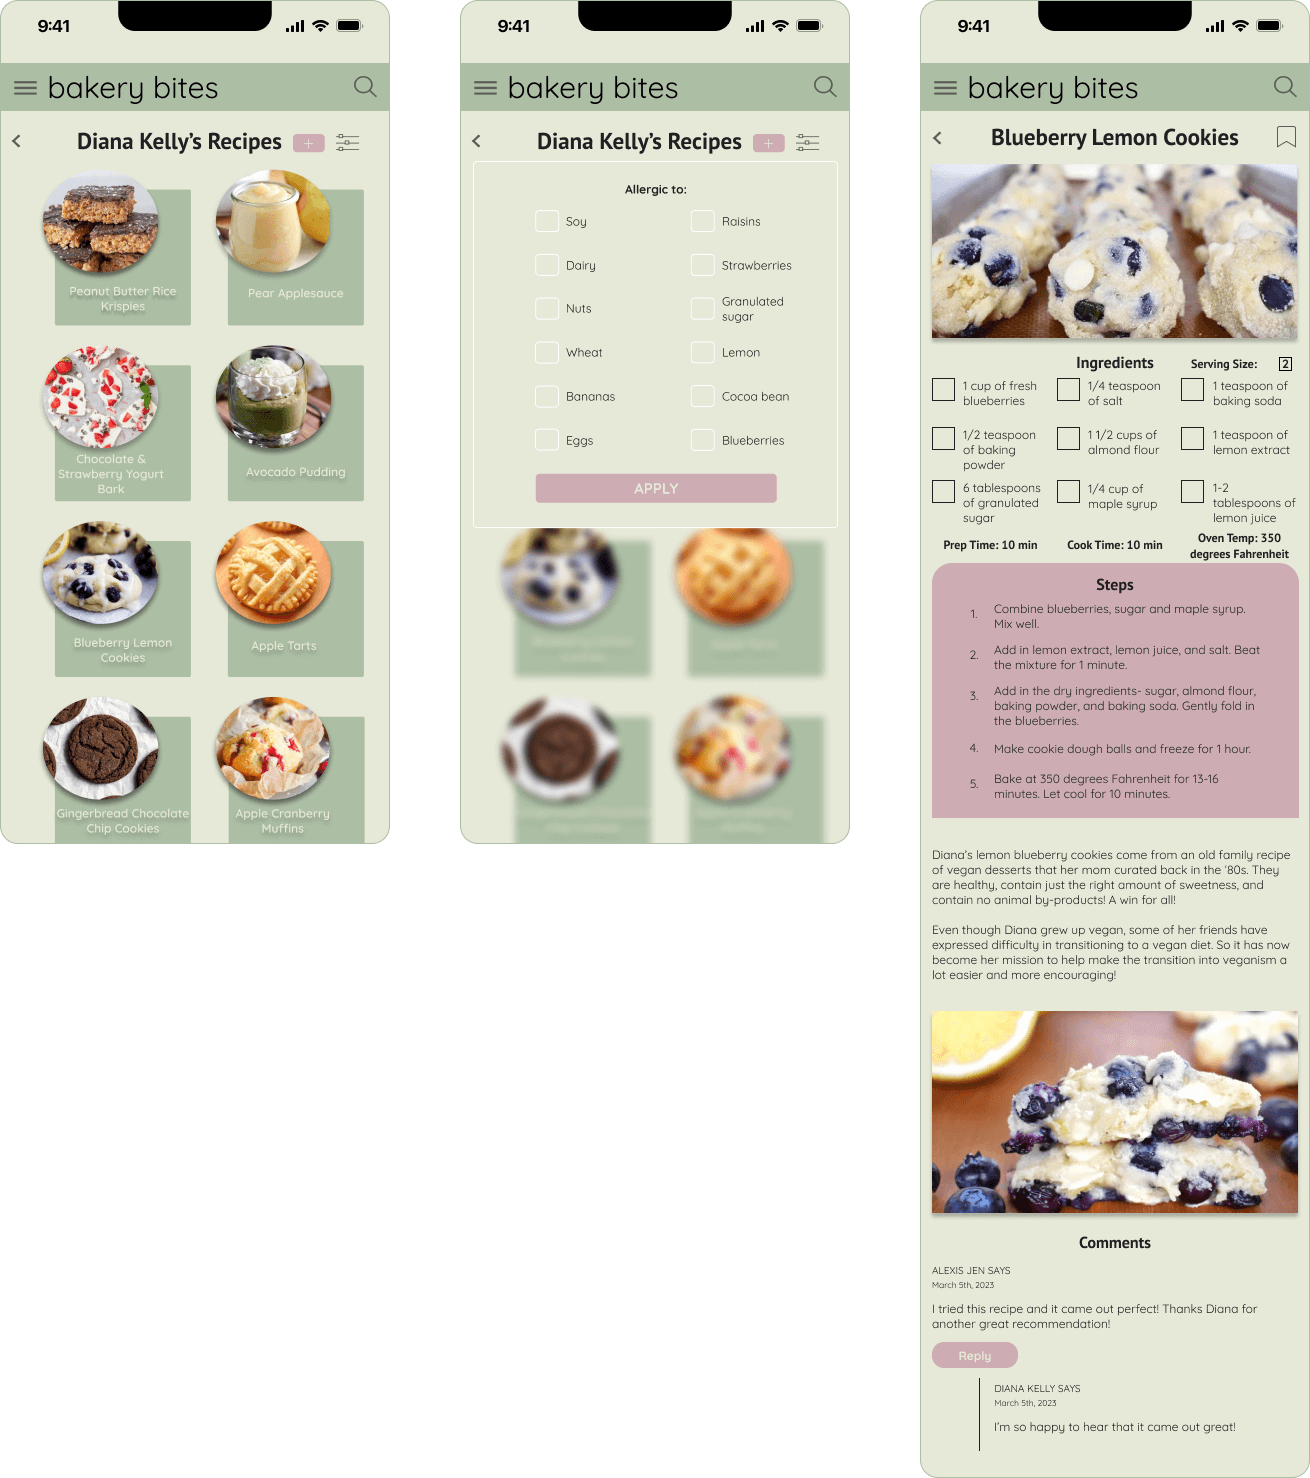 9:41
bakery bites
Diana Kelly's Recipes
+
Peanut Butter Rice
Krispies
Pear Applesauce
Chocolate &
Strawberry Yogurt
Bark
Avocado Pudding
Blueberry Lemon
Cookies
Apple Tarts
Gingerbread Chocolate
Chip Cookies
Apple Cranberry
Muffins
9:41
bakery bites
Diana Kelly's Recipes
+
Allergic to:
Soy
Raisins
Dairy
Strawberries
Nuts
Granulated
sugar
Wheat
Lemon
Bananas
Cocoa bean
Eggs
Blueberries
APPLY
9:41
bakery bites
Blueberry Lemon Cookies
Ingredients
Serving Size:
2
1 cup of fresh
blueberries
1/4 teaspoon
of salt
1 teaspoon of
baking soda
1/2 teaspoon
of baking
powder
1 1/2 cups of
almond flour
1 teaspoon of
lemon extract
6 tablespoons
of granulated
sugar
1/4 cup of
maple syrup
1-2
tablespoons of
lemon juice
Prep Time: 10 min
Cook Time: 10 min
Oven Temp: 350
degrees Fahrenheit
Steps
1. Combine blueberries, sugar and maple syrup.
Mix well.
2. Add in lemon extract, lemon juice, and salt. Beat
the mixture for 1 minute.
3. Add in the dry ingredients- sugar, almond flour,
baking powder, and baking soda. Gently fold in
the blueberries.
4. Make cookie dough balls and freeze for 1 hour.
5. Bake at 350 degrees Fahrenheit for 13-16
minutes. Let cool for 10 minutes.
Diana's lemon blueberry cookies come from an old family recipe
of vegan desserts that her mom curated back in the '80s. They
are healthy, contain just the right amount of sweetness, and
contain no animal by-products! A win for all!
Even though Diana grew up vegan, some of her friends have
expressed difficulty in transitioning to a vegan diet. So it has now
become her mission to help make the transition into veganism a
lot easier and more encouraging!
Comments
ALEXIS JEN SAYS
March 5th, 2023
I tried this recipe and it came out perfect! Thanks Diana for
another great recommendation!
Reply
DIANA KELLY SAYS
March 5th, 2023
I'm so happy to hear that it came out great!